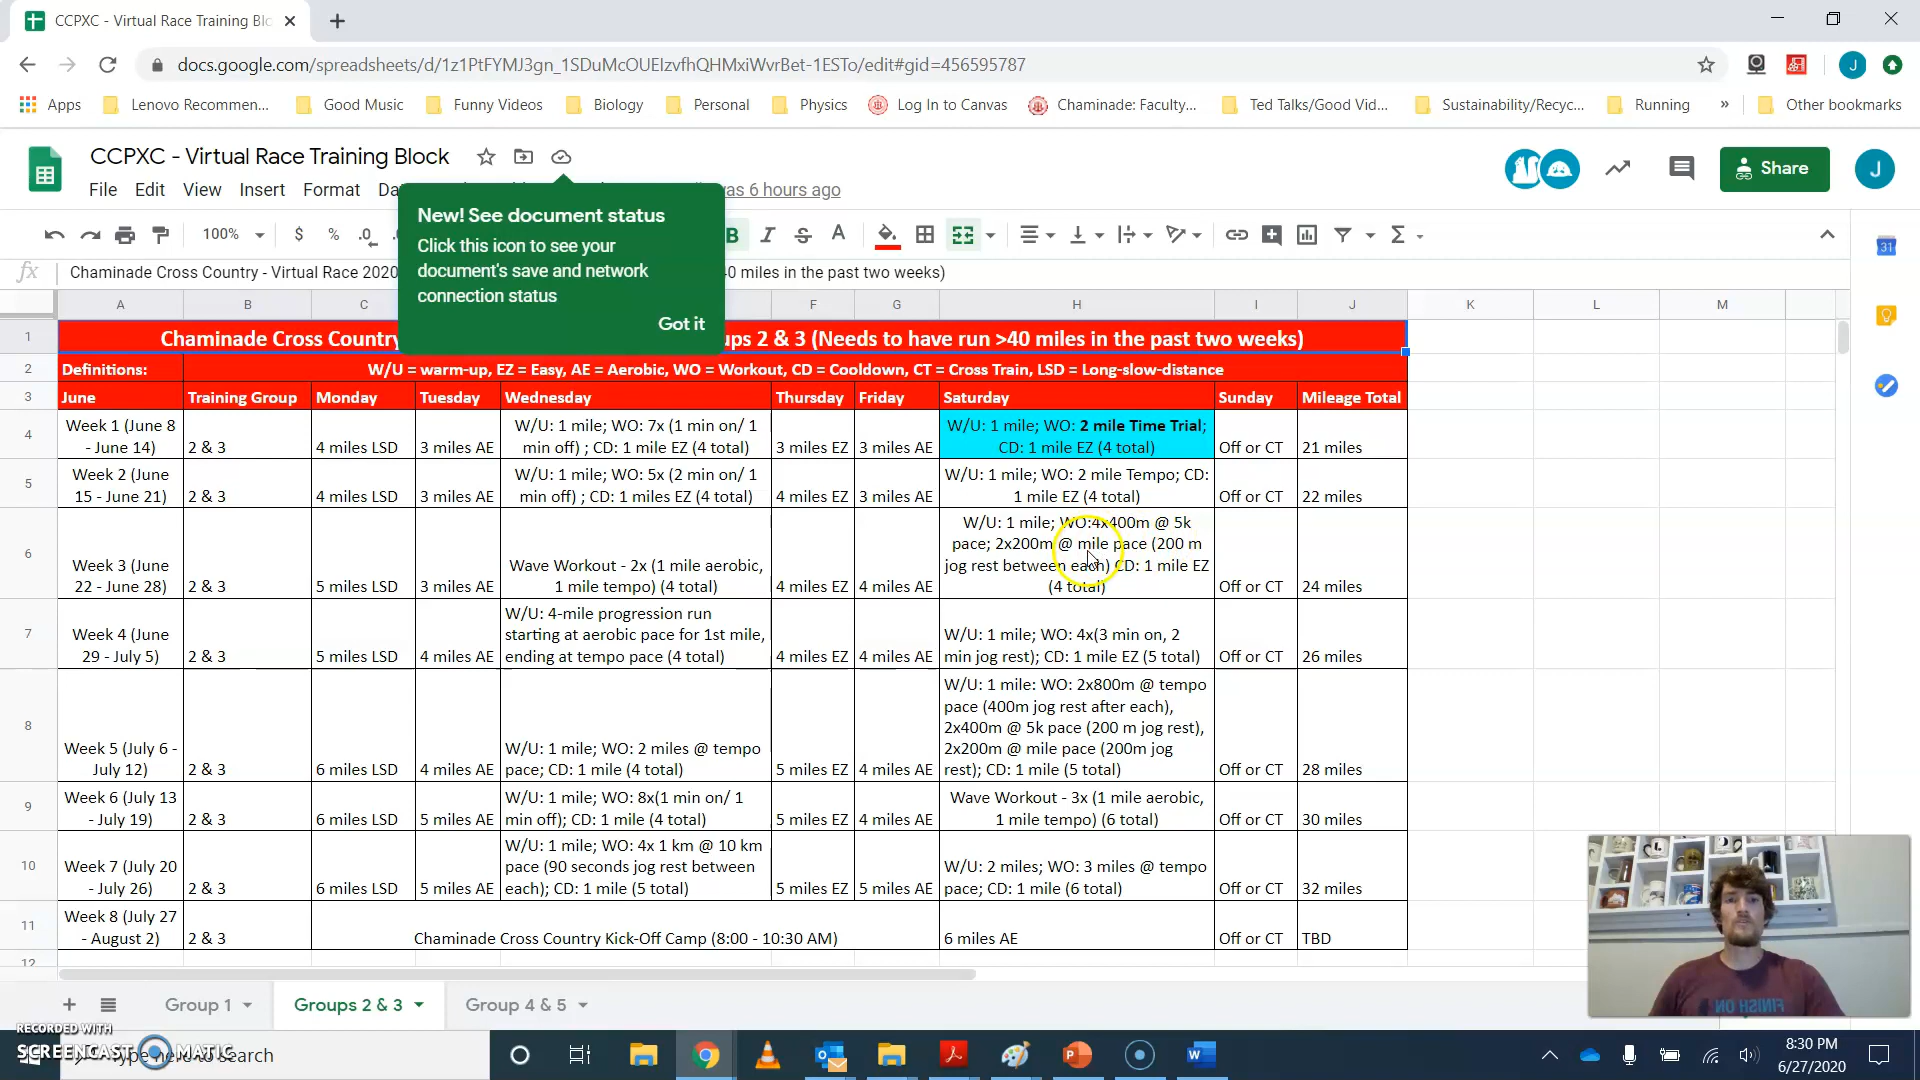 CCPXC - Virtual Race Training Blo
docs.google.com/spreadsheets/d/1z1PtFYMJ3gn_1SDuMcOUEIzvfhQHMxiWvrBet-1ESTo/edit#gid=456595787
Apps Lenovo Recommen... Good Music Funny Videos Biology Personal Physics Log In to Canvas Chaminade: Faculty... Ted Talks/Good Vid... Sustainability/Recyc... Running » Other bookmarks
CCPXC - Virtual Race Training Block
File Edit View Insert Format Da was 6 hours ago
Share
J
New! See document status
Click this icon to see your
document's save and network
connection status
Got it
100% $ % .0 B I S A
31
fx Chaminade Cross Country - Virtual Race 2020 0 miles in the past two weeks)
A B C F G H I J K L M
1 Chaminade Cross Country ups 2 & 3 (Needs to have run >40 miles in the past two weeks)
2 Definitions: W/U = warm-up, EZ = Easy, AE = Aerobic, WO = Workout, CD = Cooldown, CT = Cross Train, LSD = Long-slow-distance
3 June Training Group Monday Tuesday Wednesday Thursday Friday Saturday Sunday Mileage Total
4 Week 1 (June 8 - June 14) 2 & 3 4 miles LSD 3 miles AE W/U: 1 mile; WO: 7x (1 min on/ 1 min off) ; CD: 1 mile EZ (4 total) 3 miles EZ 3 miles AE W/U: 1 mile; WO: 2 mile Time Trial; CD: 1 mile EZ (4 total) Off or CT 21 miles
5 Week 2 (June 15 - June 21) 2 & 3 4 miles LSD 3 miles AE W/U: 1 mile; WO: 5x (2 min on/ 1 min off) ; CD: 1 miles EZ (4 total) 4 miles EZ 3 miles AE W/U: 1 mile; WO: 2 mile Tempo; CD: 1 mile EZ (4 total) Off or CT 22 miles
6 Week 3 (June 22 - June 28) 2 & 3 5 miles LSD 3 miles AE Wave Workout - 2x (1 mile aerobic, 1 mile tempo) (4 total) 4 miles EZ 4 miles AE W/U: 1 mile; WO:4x400m @ 5k pace; 2x200m @ mile pace (200 m jog rest between each) CD: 1 mile EZ (4 total) Off or CT 24 miles
7 Week 4 (June 29 - July 5) 2 & 3 5 miles LSD 4 miles AE W/U: 4-mile progression run starting at aerobic pace for 1st mile, ending at tempo pace (4 total) 4 miles EZ 4 miles AE W/U: 1 mile; WO: 4x(3 min on, 2 min jog rest); CD: 1 mile EZ (5 total) Off or CT 26 miles
8 Week 5 (July 6 - July 12) 2 & 3 6 miles LSD 4 miles AE W/U: 1 mile; WO: 2 miles @ tempo pace; CD: 1 mile (4 total) 5 miles EZ 4 miles AE W/U: 1 mile: WO: 2x800m @ tempo pace (400m jog rest after each), 2x400m @ 5k pace (200 m jog rest), 2x200m @ mile pace (200m jog rest); CD: 1 mile (5 total) Off or CT 28 miles
9 Week 6 (July 13 - July 19) 2 & 3 6 miles LSD 5 miles AE W/U: 1 mile; WO: 8x(1 min on/ 1 min off); CD: 1 mile (4 total) 5 miles EZ 4 miles AE Wave Workout - 3x (1 mile aerobic, 1 mile tempo) (6 total) Off or CT 30 miles
10 Week 7 (July 20 - July 26) 2 & 3 6 miles LSD 5 miles AE W/U: 1 mile; WO: 4x 1 km @ 10 km pace (90 seconds jog rest between each); CD: 1 mile (5 total) 5 miles EZ 5 miles AE W/U: 2 miles; WO: 3 miles @ tempo pace; CD: 1 mile (6 total) Off or CT 32 miles
11 Week 8 (July 27 - August 2) 2 & 3 Chaminade Cross Country Kick-Off Camp (8:00 - 10:30 AM) 6 miles AE Off or CT TBD
12
FINISH ON
Group 1 Groups 2 & 3 Group 4 & 5
RECORDED WITH
SCREENCAST MATIC
Type here to search
8:30 PM
6/27/2020